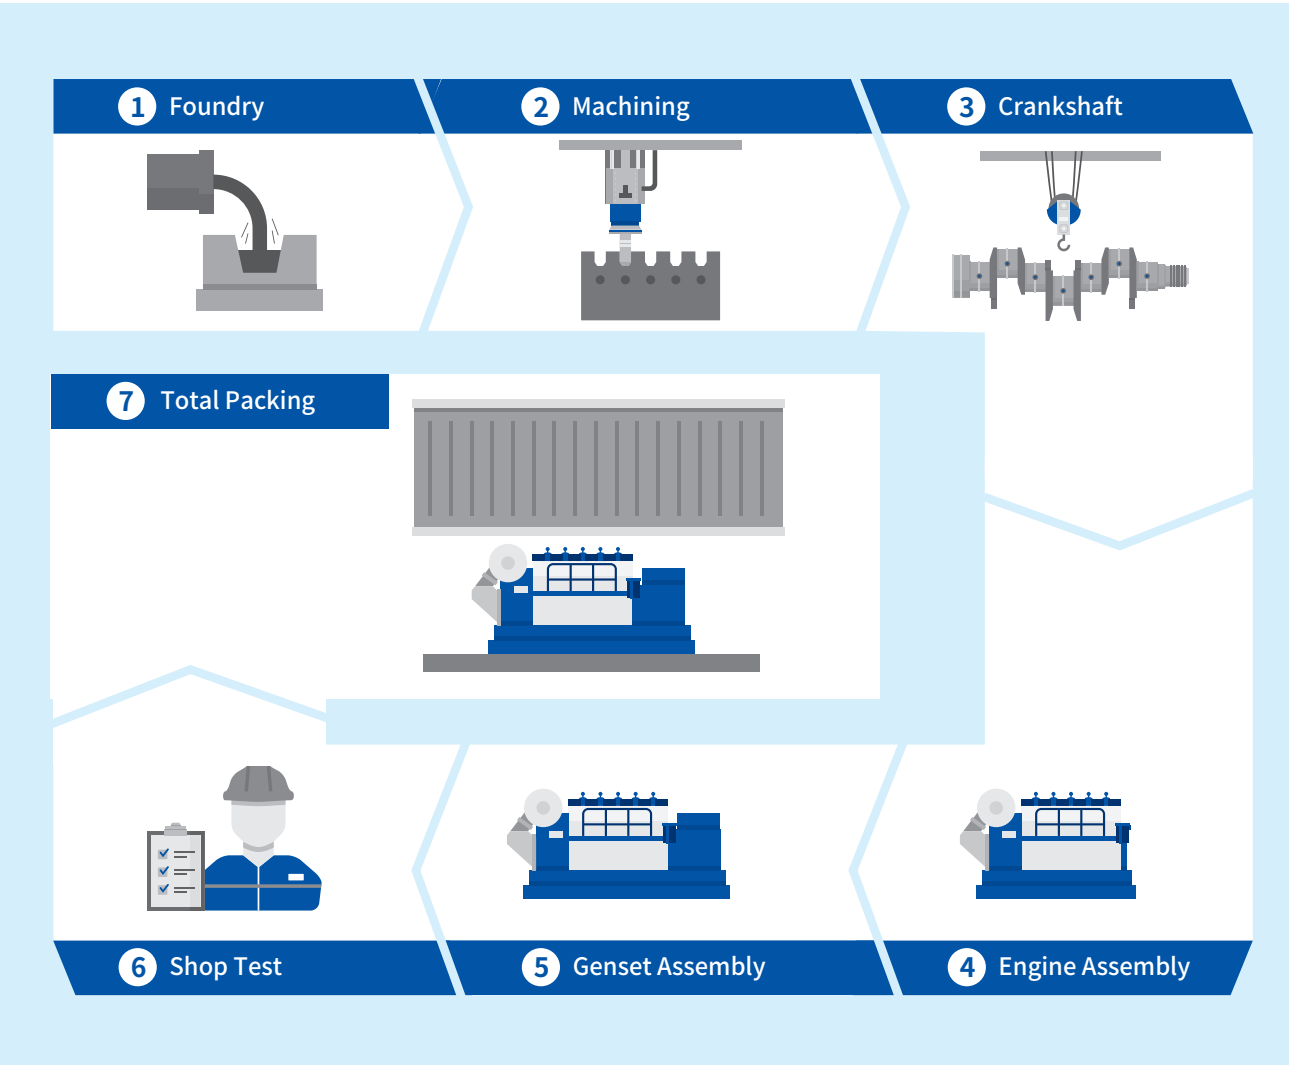 1 Foundry
2 Machining
3 Crankshaft
7 Total Packing
6 Shop Test
5 Genset Assembly
4 Engine Assembly